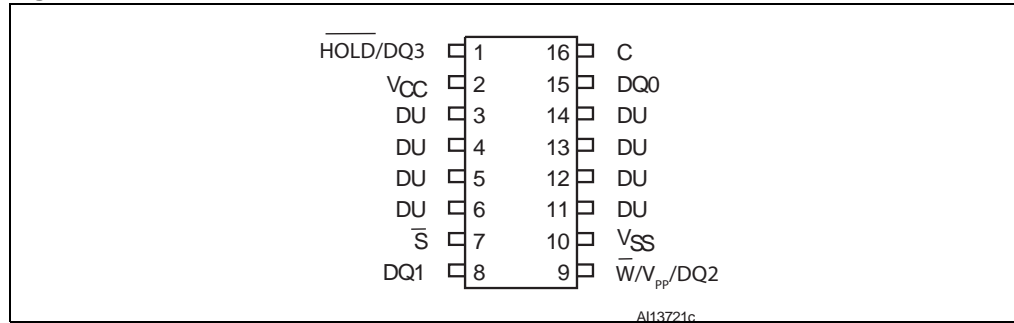 H̅O̅L̅D̅/DQ3 1 16 C
VCC 2 15 DQ0
DU 3 14 DU
DU 4 13 DU
DU 5 12 DU
DU 6 11 DU
S̅ 7 10 VSS
DQ1 8 9 W̅/VPP/DQ2
AI13721c